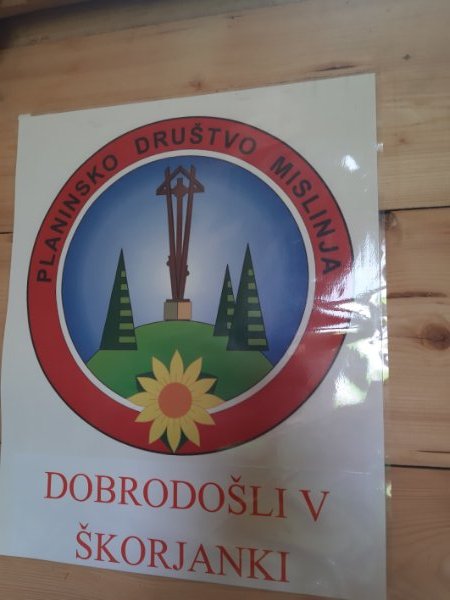 PLANINSKO DRUŠTVO MISLINJA
DOBRODOŠLI V
ŠKORJANKI